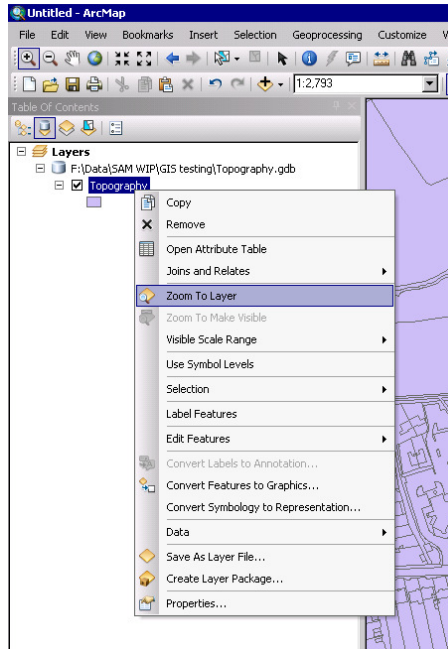 Untitled - ArcMap
File Edit View Bookmarks Insert Selection Geoprocessing Customize
1:2,793
Table Of Contents
Layers
F:\Data\SAM WIP\GIS testing\Topography.gdb
Topography
Copy
Remove
Open Attribute Table
Joins and Relates
Zoom To Layer
Zoom To Make Visible
Visible Scale Range
Use Symbol Levels
Selection
Label Features
Edit Features
Convert Labels to Annotation...
Convert Features to Graphics...
Convert Symbology to Representation...
Data
Save As Layer File...
Create Layer Package...
Properties...